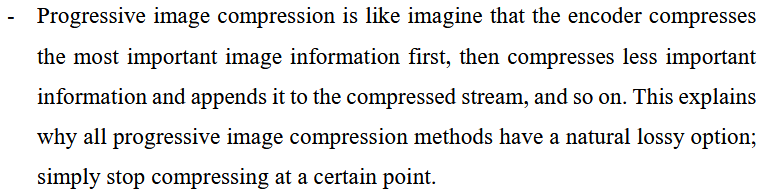 - Progressive image compression is like imagine that the encoder compresses
the most important image information first, then compresses less important
information and appends it to the compressed stream, and so on. This explains
why all progressive image compression methods have a natural lossy option;
simply stop compressing at a certain point.